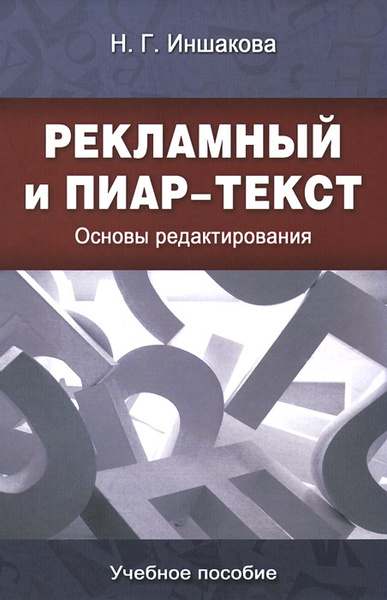 Н. Г. Иншакова
РЕКЛАМНЫЙ
и ПИАР-ТЕКСТ
Основы редактирования
Учебное пособие